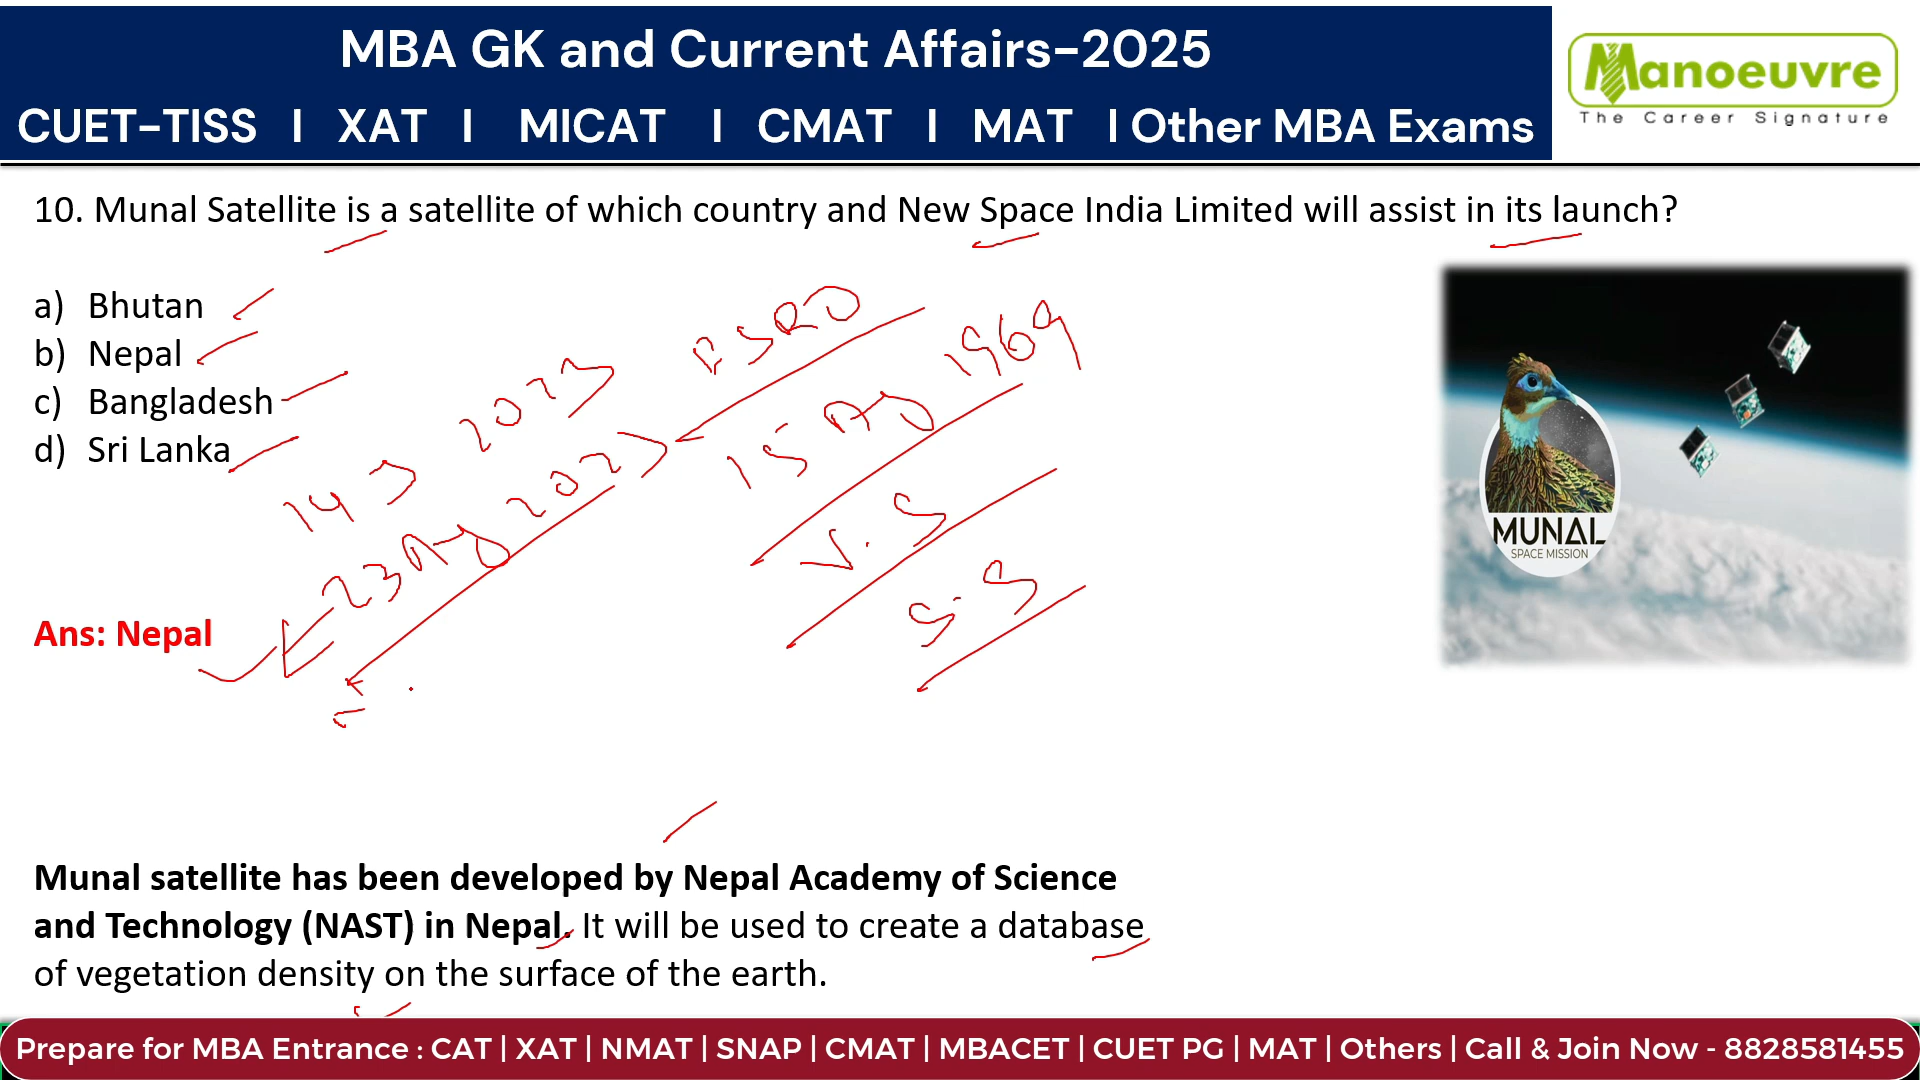 MBA GK and Current Affairs-2025
CUET-TISS I XAT I MICAT I CMAT I MAT I Other MBA Exams
Manoeuvre
The Career Signature
10. Munal Satellite is a satellite of which country and New Space India Limited will assist in its launch?
a) Bhutan
b) Nepal
c) Bangladesh
d) Sri Lanka
ISRO
1969
2023
14 J
15 Aug
23 Aug 2023
V. S
S. S
MUNAL
SPACE MISSION
Ans: Nepal
Munal satellite has been developed by Nepal Academy of Science
and Technology (NAST) in Nepal. It will be used to create a database
of vegetation density on the surface of the earth.
Prepare for MBA Entrance : CAT | XAT | NMAT | SNAP | CMAT | MBACET | CUET PG | MAT | Others | Call & Join Now - 8828581455